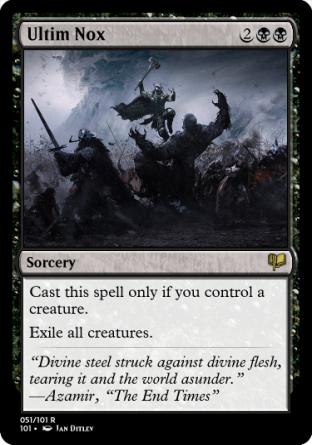 Ultim Nox 2
Sorcery
Cast this spell only if you control a
creature.
Exile all creatures.
“Divine steel struck against divine flesh,
tearing it and the world asunder.”
—Azamir, “The End Times”
051/101 R
101 • Ian Ditlev